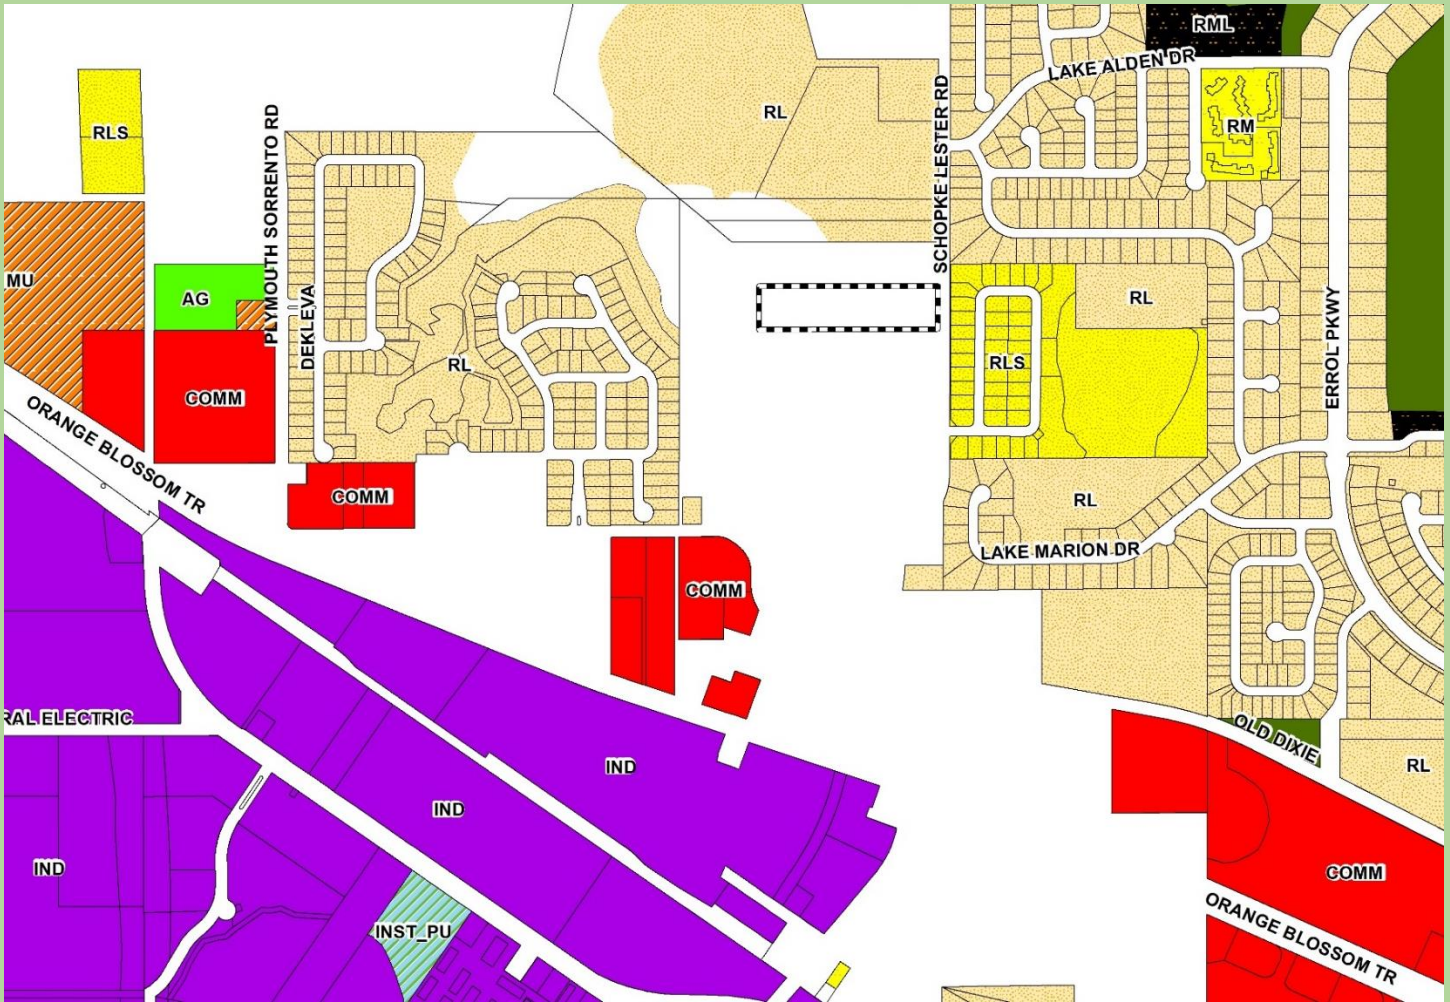 RML
LAKE ALDEN DR
RL
RLS
RM
PLYMOUTH SORRENTO RD
SCHOPKE LESTER RD
MU
AG
RL
DEKLEVA
ERROL PKWY
RL
RLS
COMM
ORANGE BLOSSOM TR
COMM
RL
LAKE MARION DR
COMM
RAL ELECTRIC
OLD DIXIE
IND
RL
IND
IND
COMM
ORANGE BLOSSOM TR
INST_PU